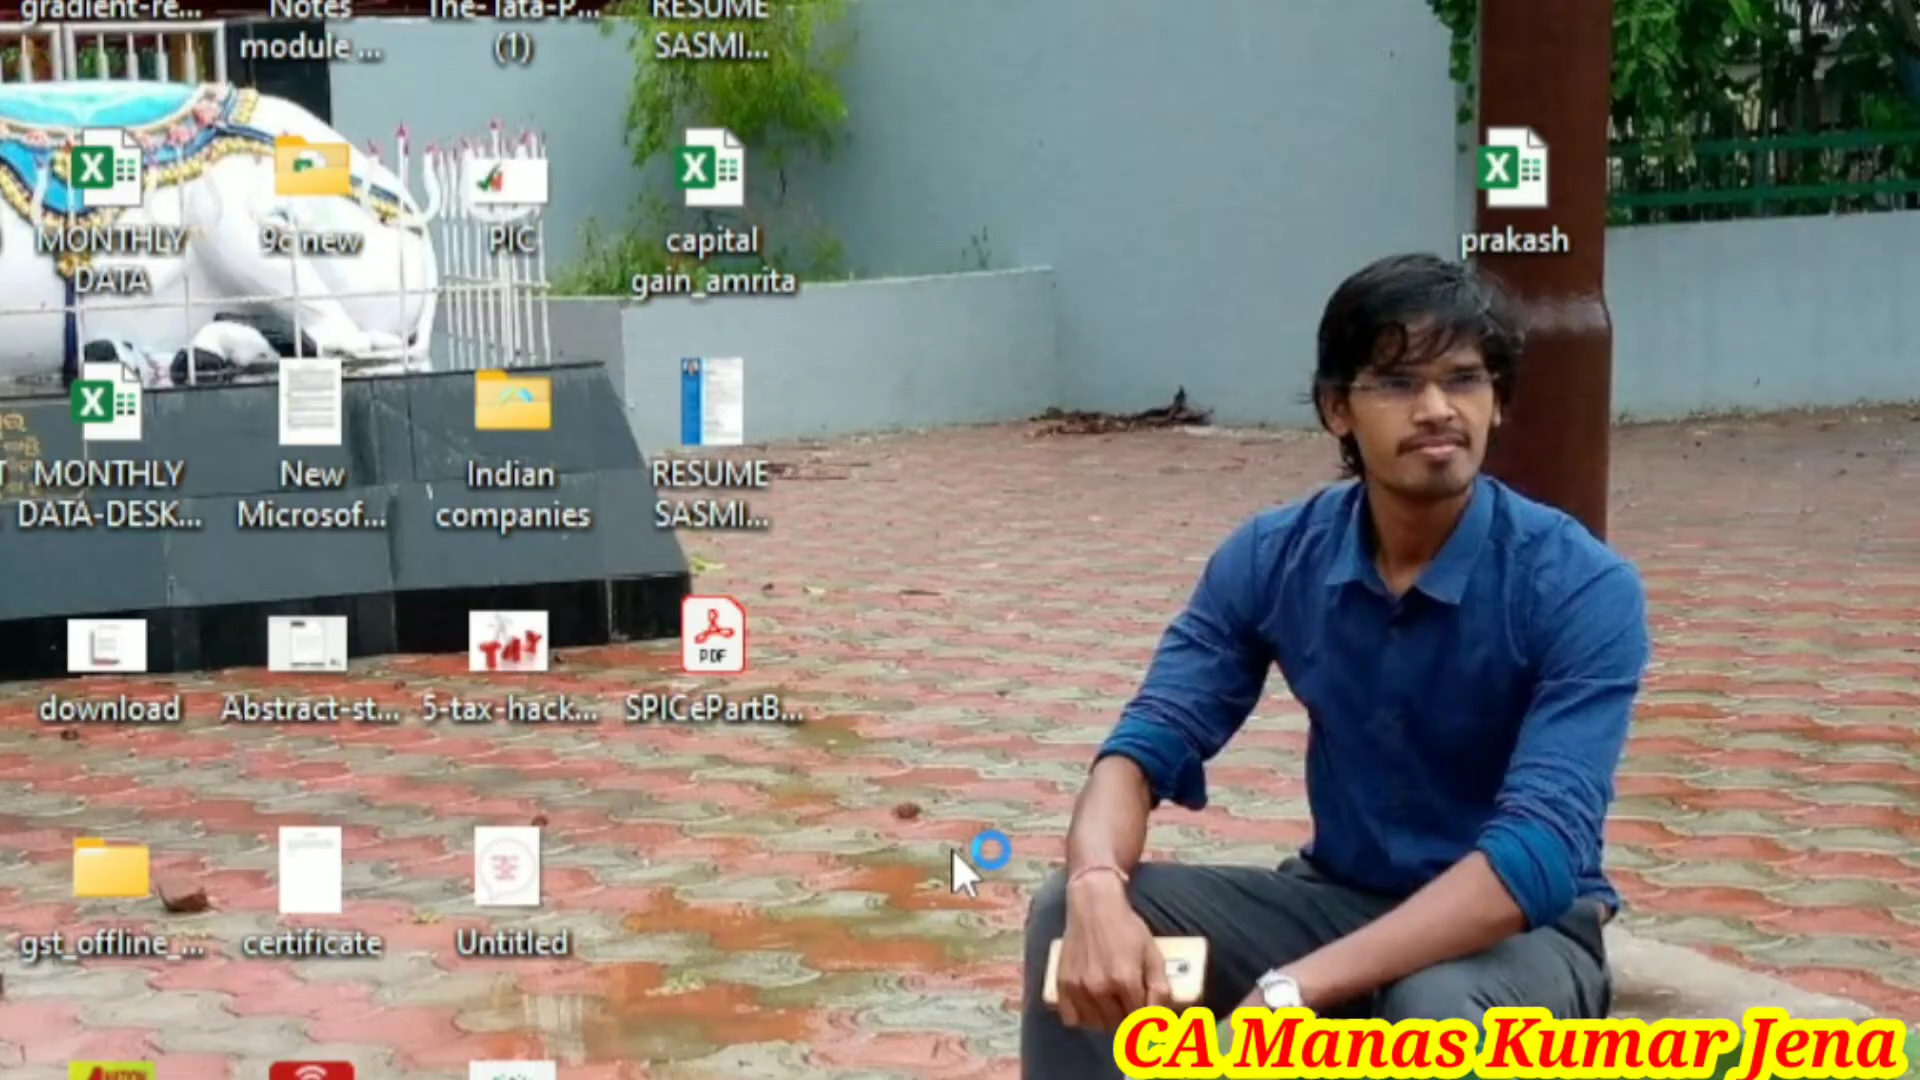 gradient-re...
Notes
module ...
The-Tata-P...
(1)
RESUME
SASMI...
MONTHLY
DATA
9c new
PIC
capital
gain_amrita
prakash
MONTHLY
DATA-DESK...
New
Microsof...
Indian
companies
RESUME
SASMI...
download
Abstract-st...
5-tax-hack...
PDF
SPICePartB...
gst_offline_...
certificate
Untitled
CA Manas Kumar Jena